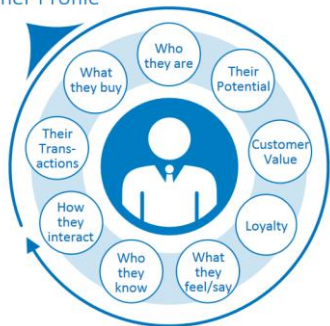 ner Profile
Who
they are
Their
Potential
Customer
Value
Loyalty
What
they
feel/say
Who
they
know
How
they
interact
Their
Trans-
actions
What
they buy